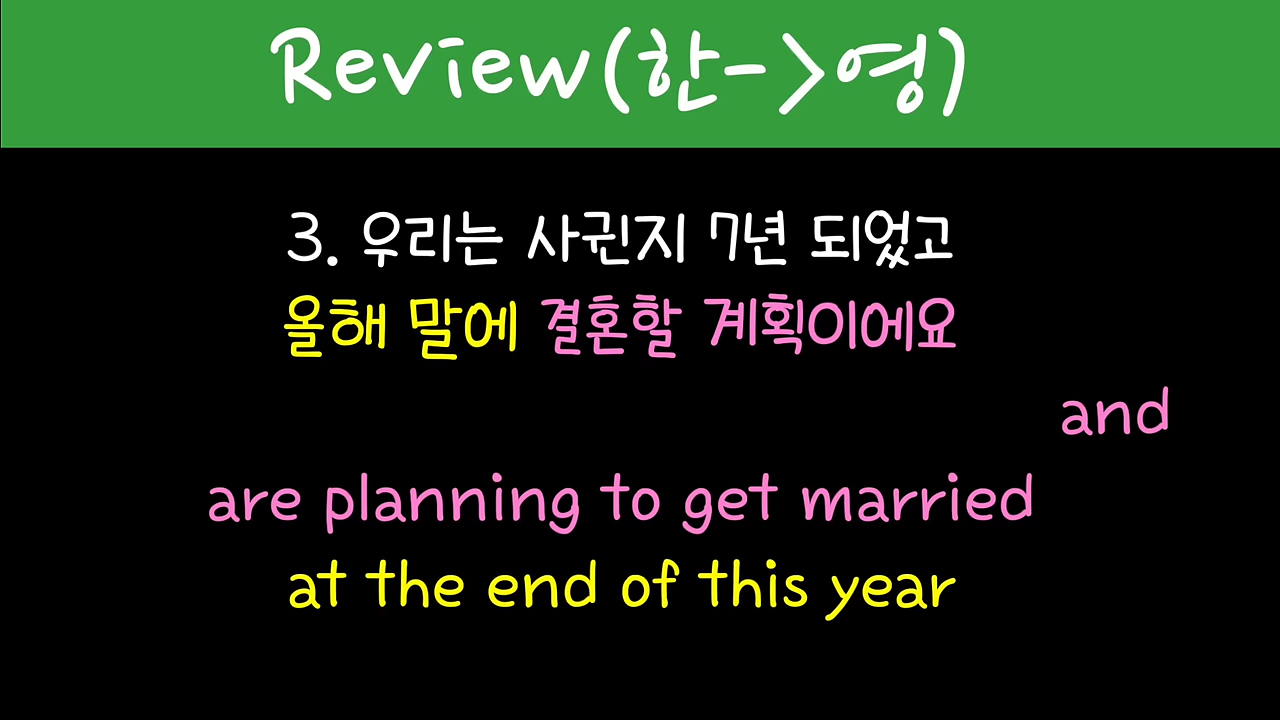 Review(한->영)
3. 우리는 사귄지 7년 되었고
올해 말에 결혼할 계획이에요
and
are planning to get married
at the end of this year